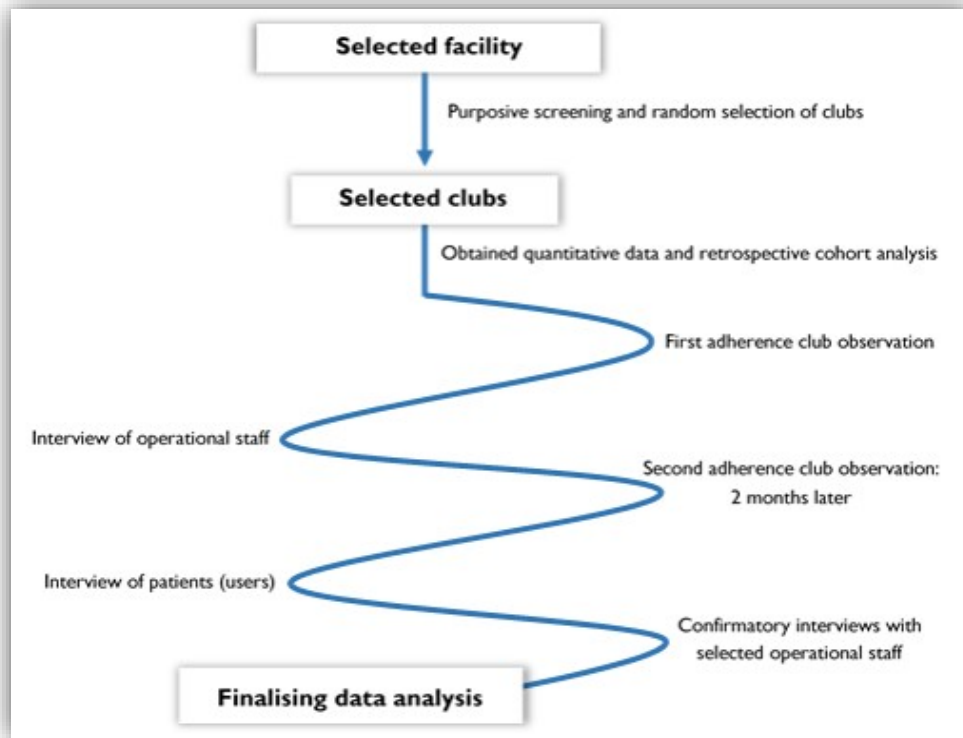 Selected facility
Purposive screening and random selection of clubs
Selected clubs
Obtained quantitative data and retrospective cohort analysis
First adherence club observation
Interview of operational staff
Second adherence club observation:
2 months later
Interview of patients (users)
Confirmatory interviews with
selected operational staff
Finalising data analysis